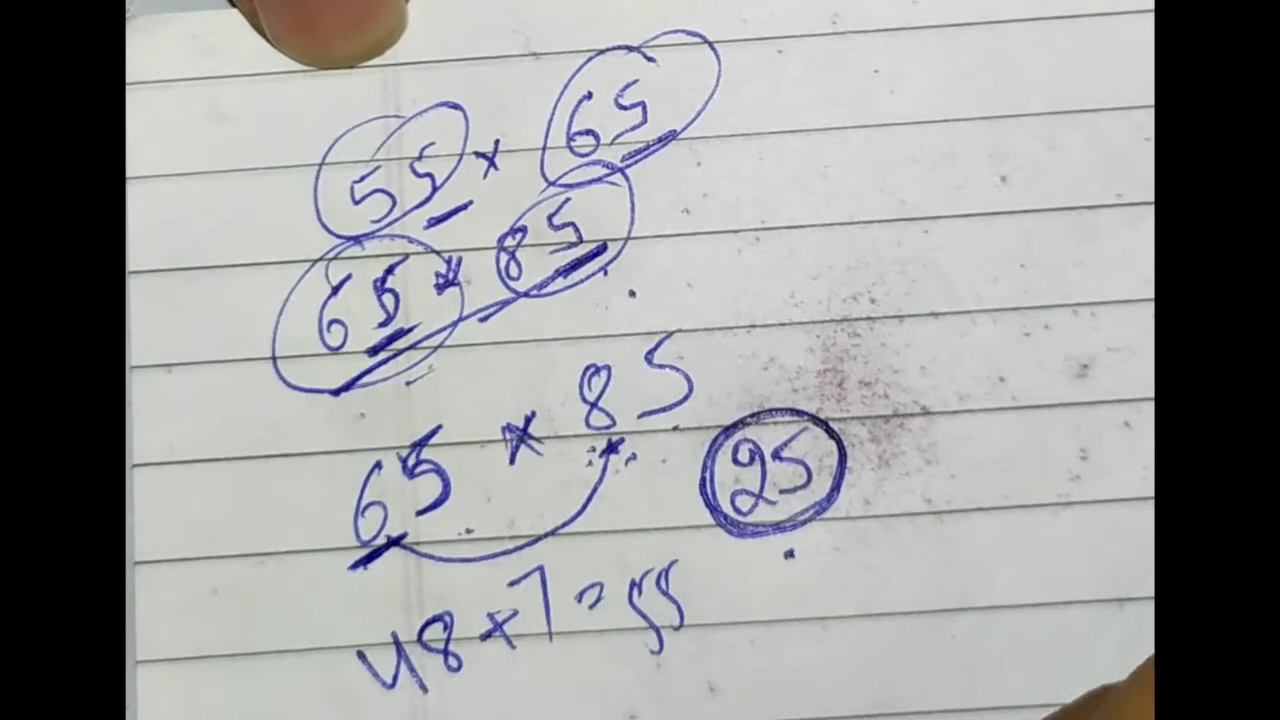 55 × 65
65 × 85
65 × 85
25
48 + 7 = 55